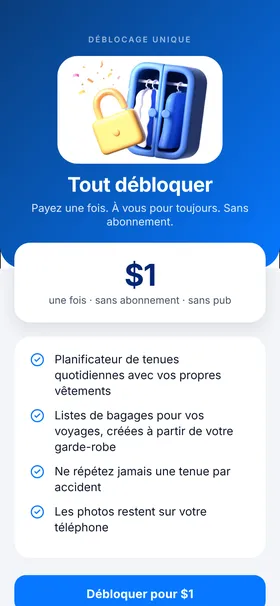 DÉBLOCAGE UNIQUE
Tout débloquer
Payez une fois. À vous pour toujours. Sans
abonnement.
$1
une fois · sans abonnement · sans pub
Planificateur de tenues
quotidiennes avec vos propres
vêtements
Listes de bagages pour vos
voyages, créées à partir de votre
garde-robe
Ne répétez jamais une tenue par
accident
Les photos restent sur votre
téléphone
Débloquer pour $1